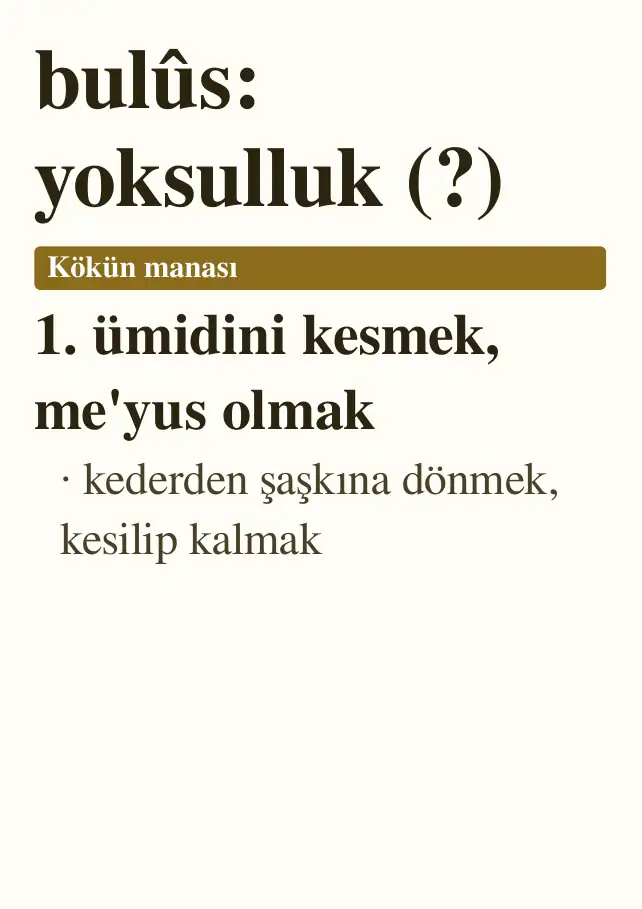 bulûs:
yoksulluk (?)
Kökün manası
1. ümidini kesmek,
me'yus olmak
· kederden şaşkına dönmek,
kesilip kalmak